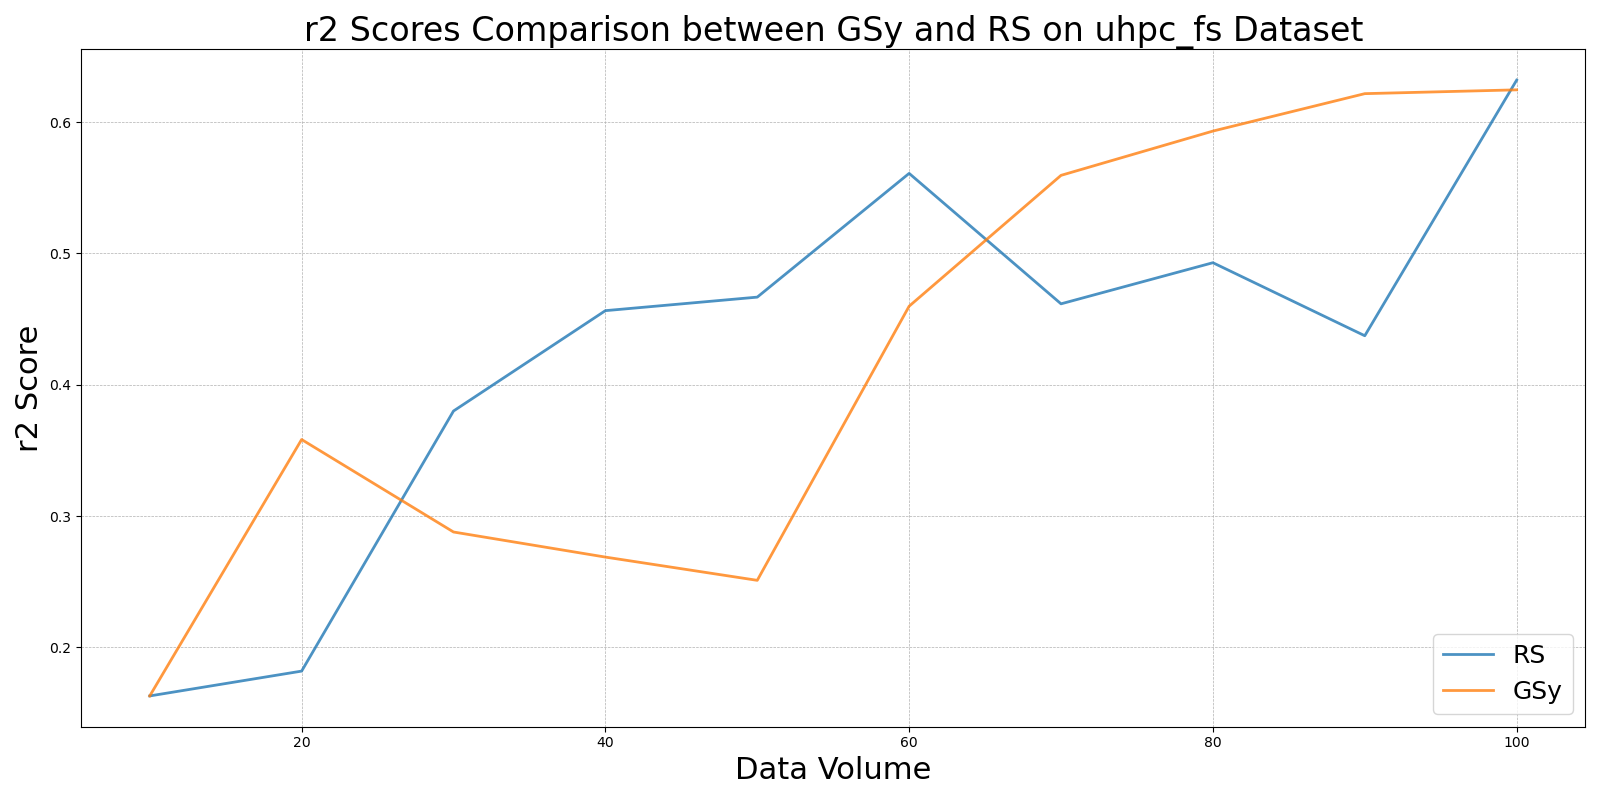 r2 Scores Comparison between GSy and RS on uhpc_fs Dataset
r2 Score
0.6
0.5
0.4
0.3
0.2
20 40 60 80 100
Data Volume
RS
GSy